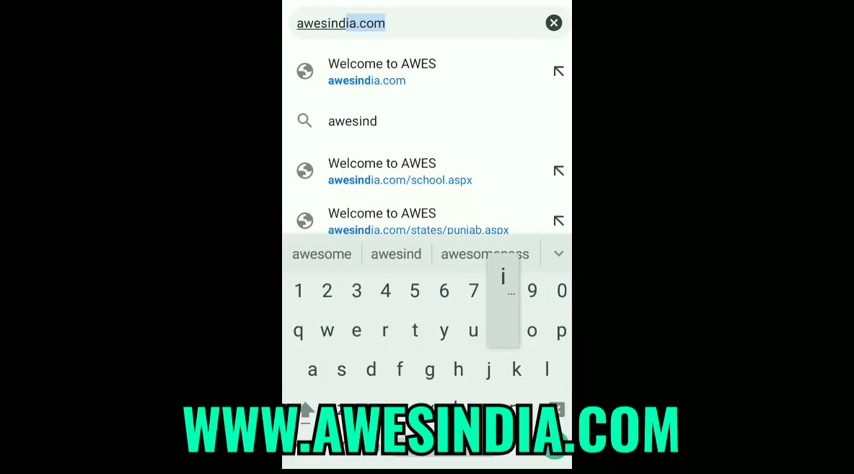 awesindia.com
Welcome to AWES
awesindia.com
awesind
Welcome to AWES
awesindia.com/school.aspx
Welcome to AWES
awesindia.com/states/punjab.aspx
awesome awesind awesomeness
1 2 3 4 5 6 7 i 9 0
q w e r t y u o p
a s d f g h j k l
WWW.AWESINDIA.COM